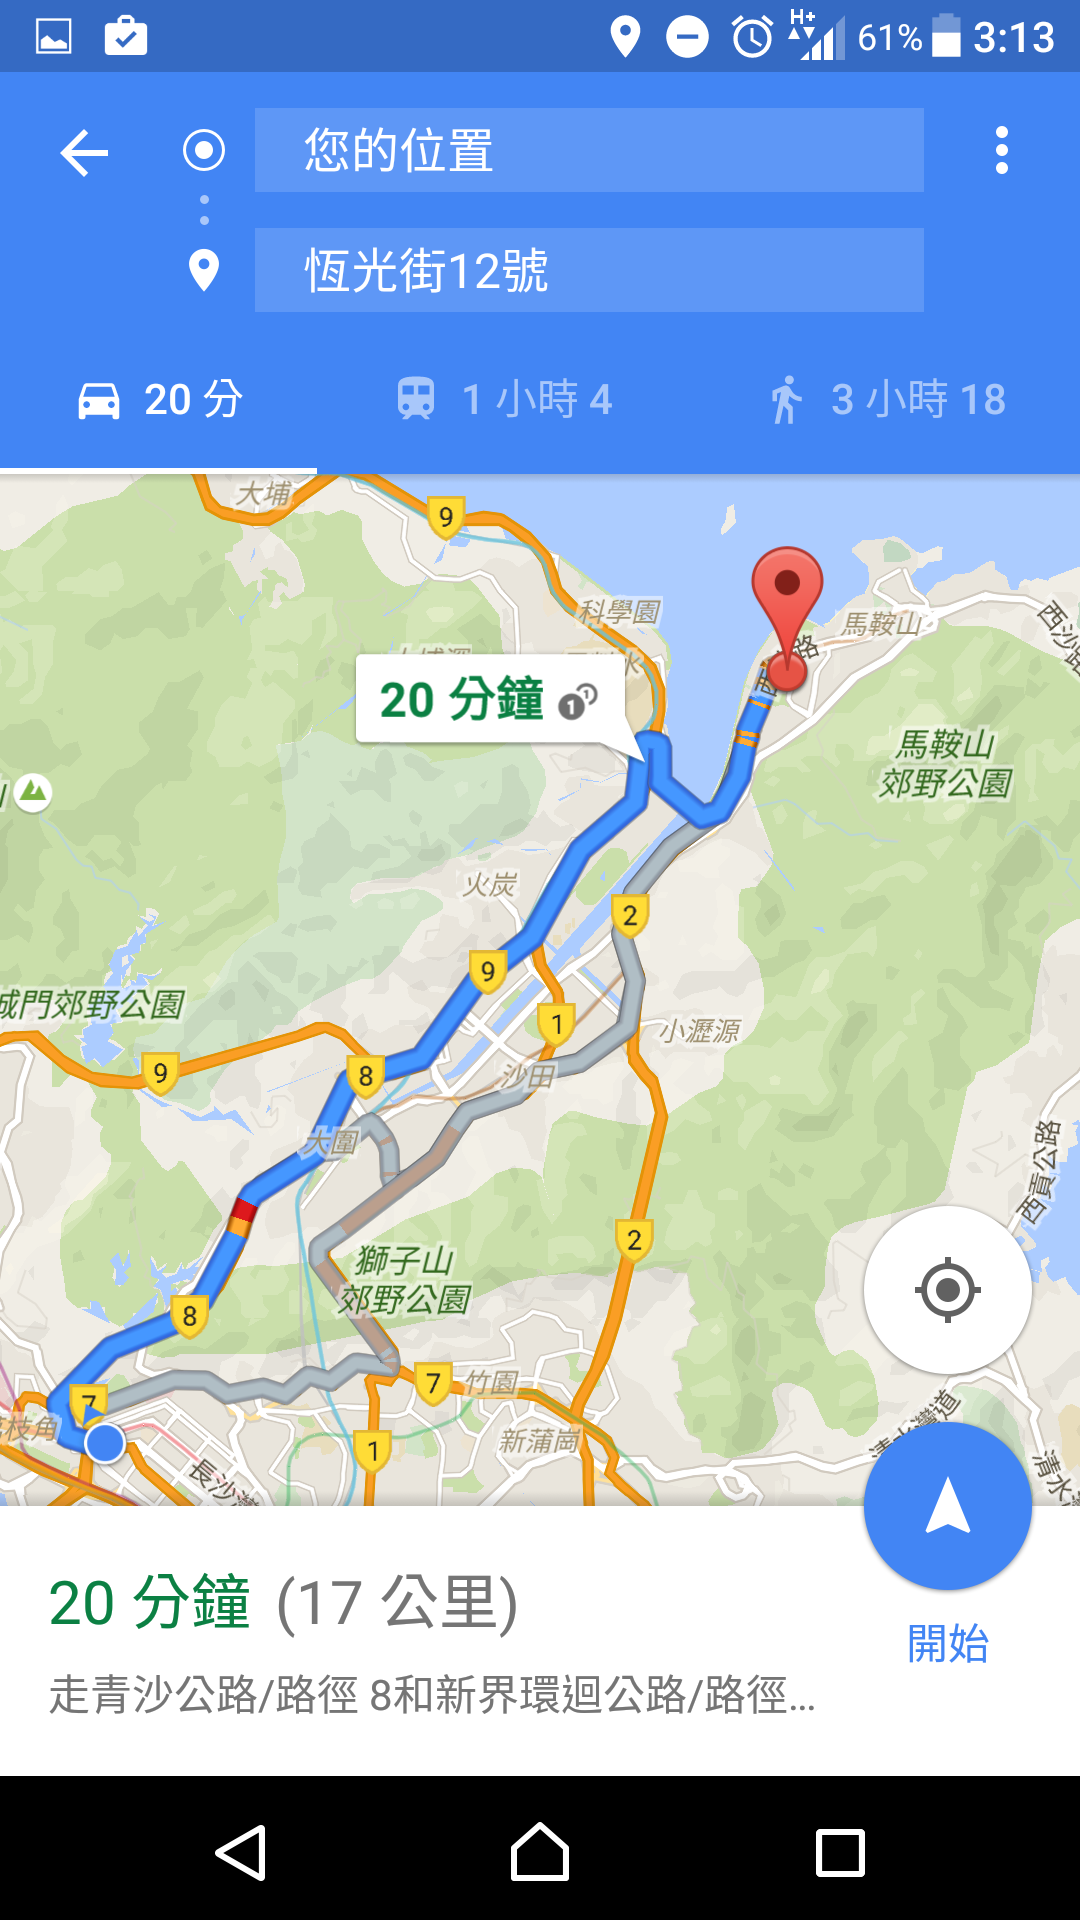 H+
61%
3:13
您的位置
恆光街12號
20 分
1 小時 4
3 小時 18
大埔
9
科學園
馬鞍山
20 分鐘
馬鞍山
郊野公園
火炭
2
9
城門郊野公園
1
小瀝源
9
8
沙田
大圍
西貢公路
2
獅子山
郊野公園
8
7
竹園
7
新蒲崗
1
開始
20 分鐘 (17 公里)
走青沙公路/路徑 8和新界環迴公路/路徑...